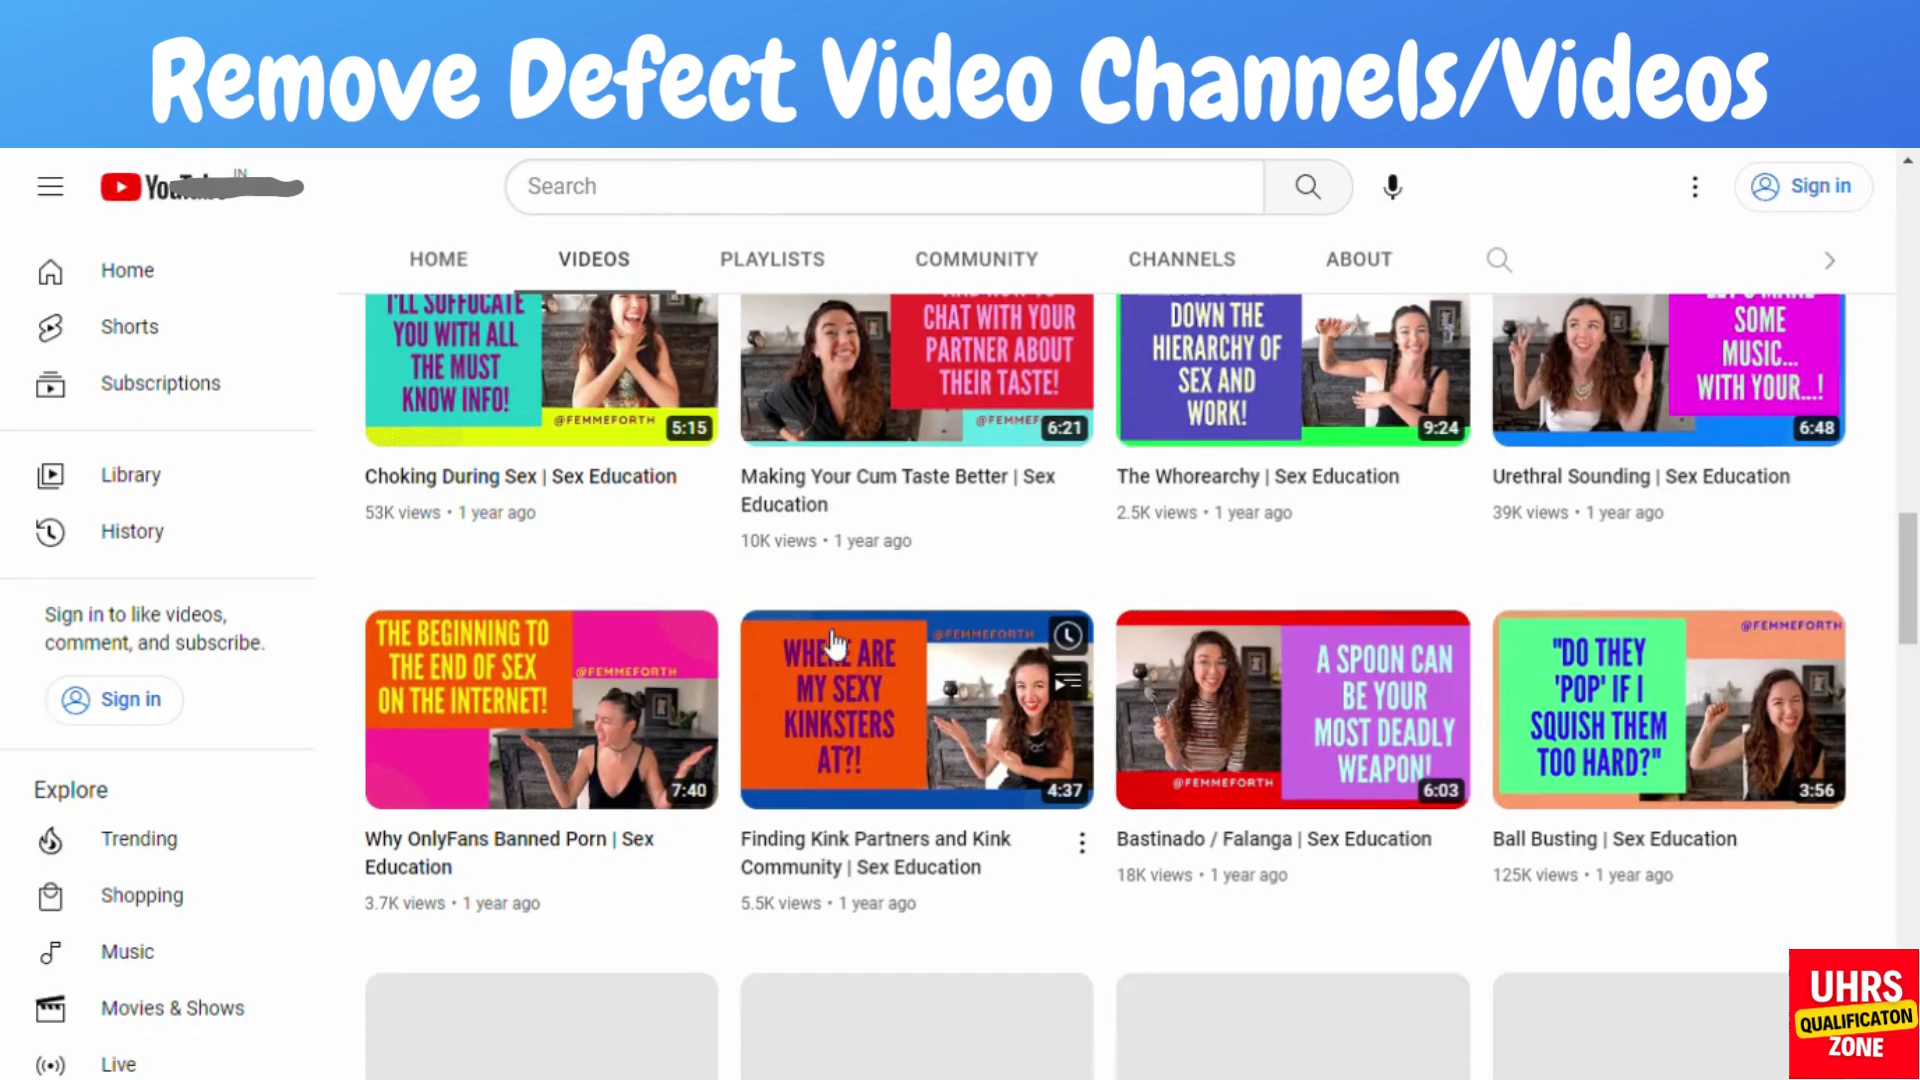 Remove Defect Video Channels/Videos
IN
Search
Sign in
HOME
VIDEOS
PLAYLISTS
COMMUNITY
CHANNELS
ABOUT
Home
Shorts
Subscriptions
Library
History
Sign in to like videos,
comment, and subscribe.
Sign in
Explore
Trending
Shopping
Music
Movies & Shows
Live
I'LL SUFFOCATE
YOU WITH ALL
THE MUST
KNOW INFO!
@FEMMEFORTH
5:15
Choking During Sex | Sex Education
53K views • 1 year ago
CHAT WITH YOUR
PARTNER ABOUT
THEIR TASTE!
6:21
Making Your Cum Taste Better | Sex
Education
10K views • 1 year ago
DOWN THE
HIERARCHY OF
SEX AND
WORK!
9:24
The Whorearchy | Sex Education
2.5K views • 1 year ago
LET'S MAKE
SOME
MUSIC...
WITH YOUR...!
6:48
Urethral Sounding | Sex Education
39K views • 1 year ago
THE BEGINNING TO
THE END OF SEX
ON THE INTERNET!
@FEMMEFORTH
7:40
Why OnlyFans Banned Porn | Sex
Education
3.7K views • 1 year ago
WHERE ARE
MY SEXY
KINKSTERS
AT?!
@FEMMEFORTH
4:37
Finding Kink Partners and Kink
Community | Sex Education
5.5K views • 1 year ago
A SPOON CAN
BE YOUR
MOST DEADLY
WEAPON!
@FEMMEFORTH
6:03
Bastinado / Falanga | Sex Education
18K views • 1 year ago
"DO THEY
'POP' IF I
SQUISH THEM
TOO HARD?"
@FEMMEFORTH
3:56
Ball Busting | Sex Education
125K views • 1 year ago
UHRS
QUALIFICATON
ZONE